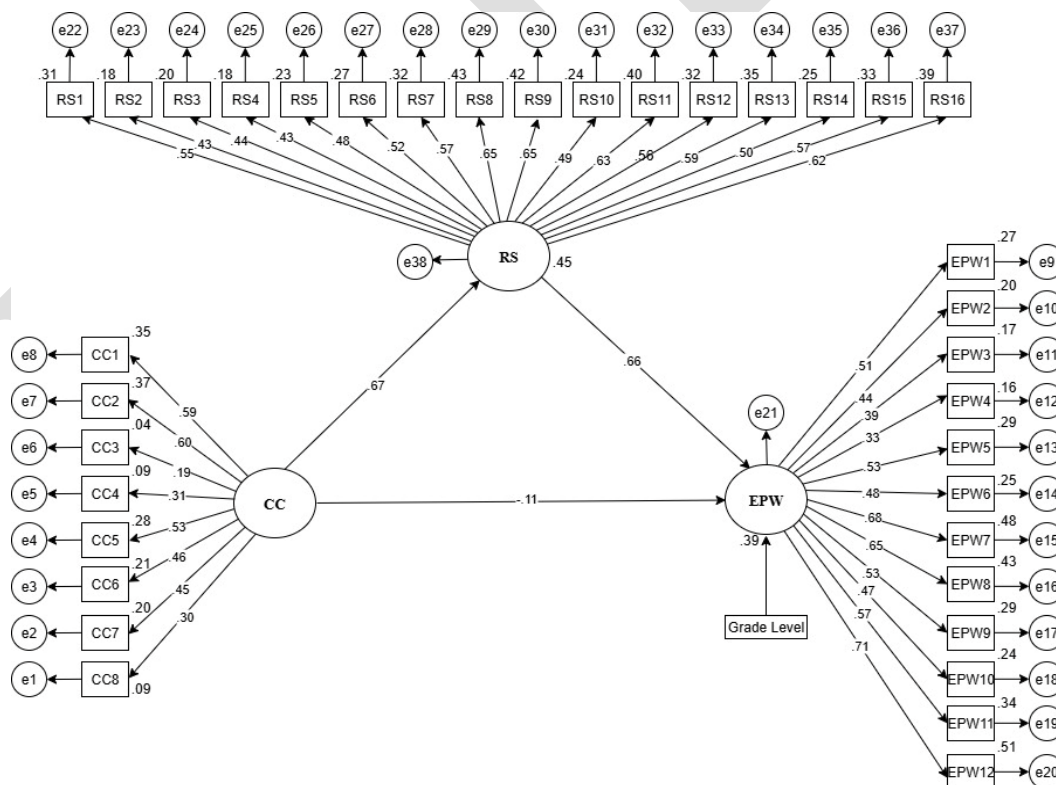 e22 e23 e24 e25 e26 e27 e28 e29 e30 e31 e32 e33 e34 e35 e36 e37
.31 .18 .20 .18 .23 .27 .32 .43 .42 .24 .40 .32 .35 .25 .33 .39
RS1 RS2 RS3 RS4 RS5 RS6 RS7 RS8 RS9 RS10 RS11 RS12 RS13 RS14 RS15 RS16
.55 .43 .44 .43 .48 .52 .57 .65 .65 .49 .63 .56 .59 .50 .57 .62
e38 RS .45
.67 .66
e8 CC1 .35 .59
e7 CC2 .37 .60
e6 CC3 .04 .19
e5 CC4 .09 .31
e4 CC5 .28 .53
e3 CC6 .21 .46
e2 CC7 .20 .45
e1 CC8 .09 .30
CC -.11 EPW
e21
.39
Grade Level
.51 EPW1 .27 e9
.44 EPW2 .20 e10
.39 EPW3 .17 e11
.33 EPW4 .16 e12
.53 EPW5 .29 e13
.48 EPW6 .25 e14
.68 EPW7 .48 e15
.65 EPW8 .43 e16
.53 EPW9 .29 e17
.47 EPW10 .24 e18
.57 EPW11 .34 e19
.71 EPW12 .51 e20